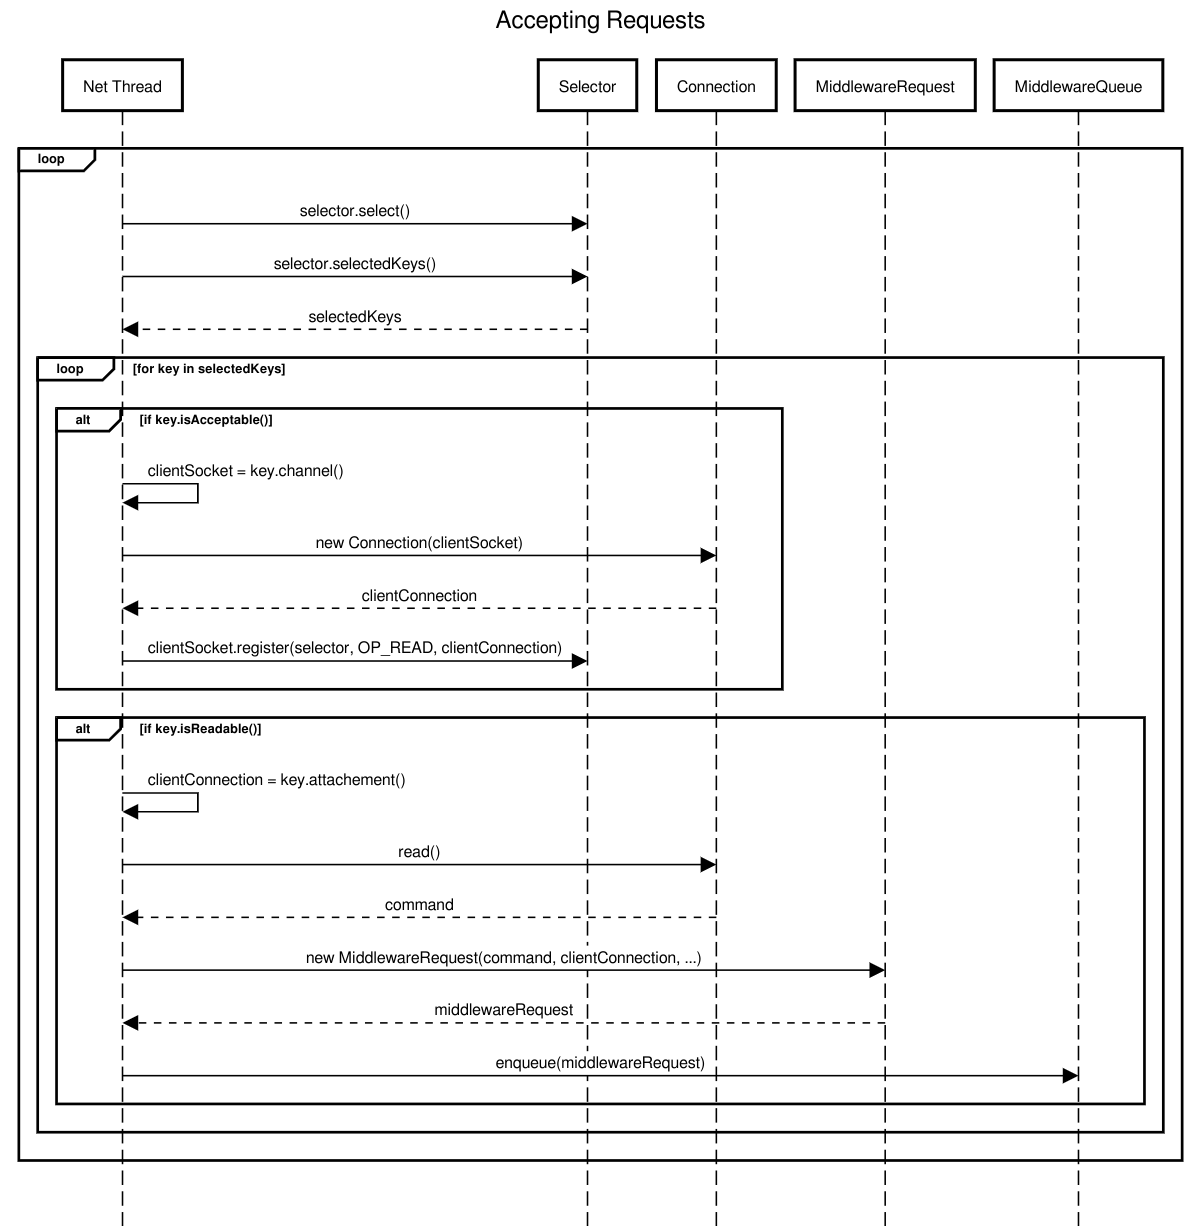 Accepting Requests
Net Thread
Selector
Connection
MiddlewareRequest
MiddlewareQueue
loop
selector.select()
selector.selectedKeys()
selectedKeys
loop [for key in selectedKeys]
alt [if key.isAcceptable()]
clientSocket = key.channel()
new Connection(clientSocket)
clientConnection
clientSocket.register(selector, OP_READ, clientConnection)
alt [if key.isReadable()]
clientConnection = key.attachement()
read()
command
new MiddlewareRequest(command, clientConnection, ...)
middlewareRequest
enqueue(middlewareRequest)